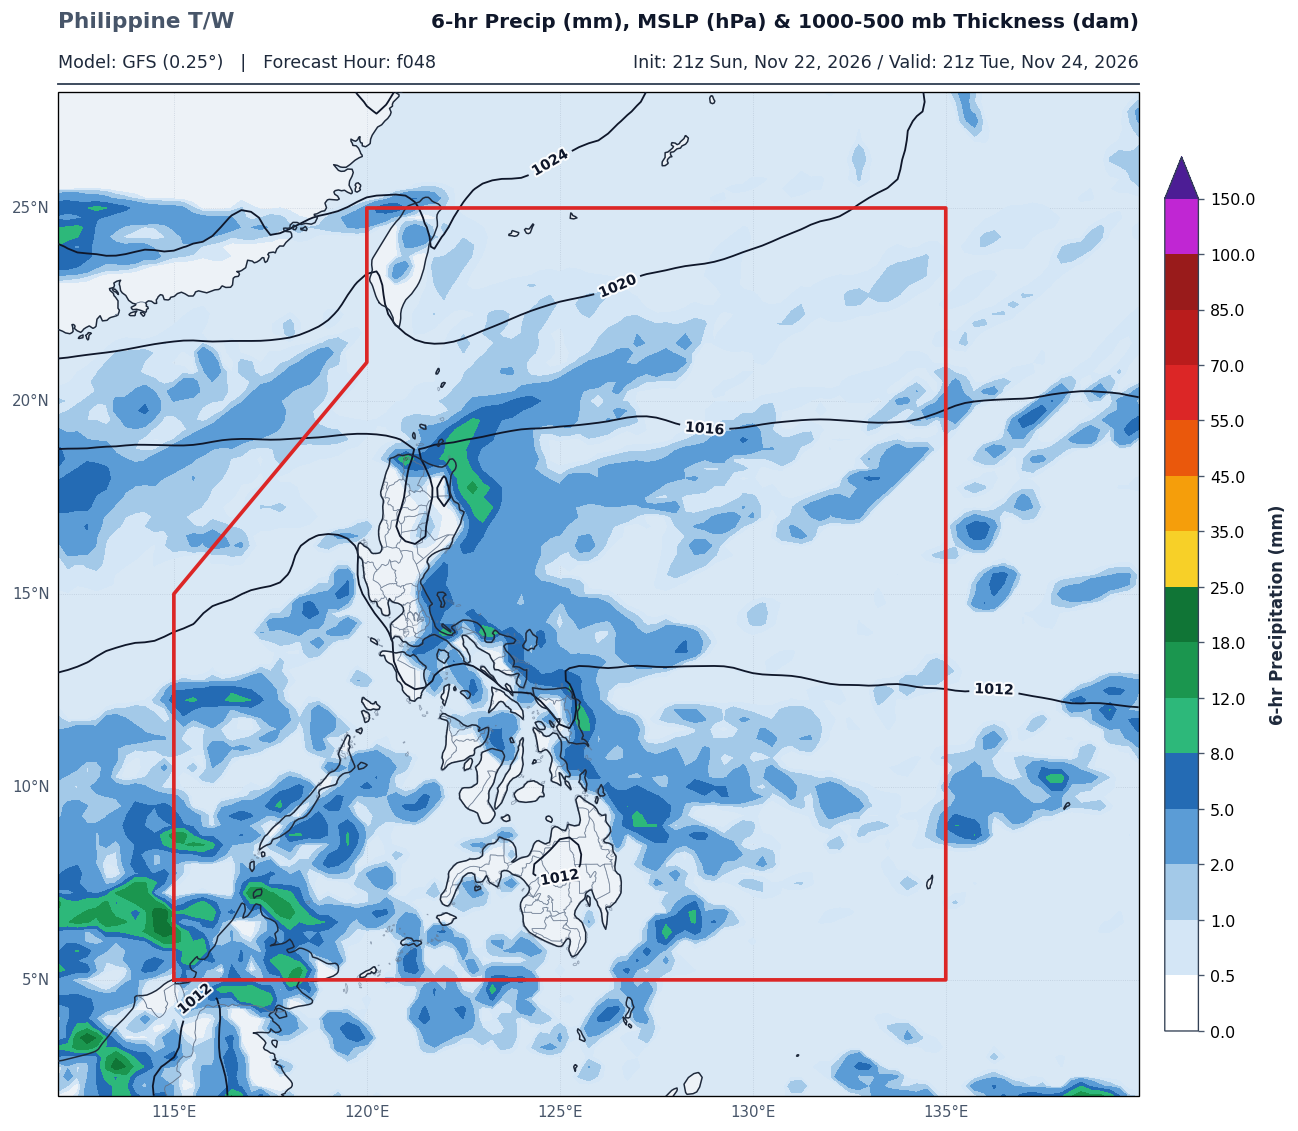 Philippine T/W
6-hr Precip (mm), MSLP (hPa) & 1000-500 mb Thickness (dam)
Model: GFS (0.25°) | Forecast Hour: f048
Init: 21z Sun, Nov 22, 2026 / Valid: 21z Tue, Nov 24, 2026
1024
1020
1016
1012
1012
1012
25°N
20°N
15°N
10°N
5°N
115°E
120°E
125°E
130°E
135°E
150.0
100.0
85.0
70.0
55.0
45.0
35.0
25.0
18.0
12.0
8.0
5.0
2.0
1.0
0.5
0.0
6-hr Precipitation (mm)